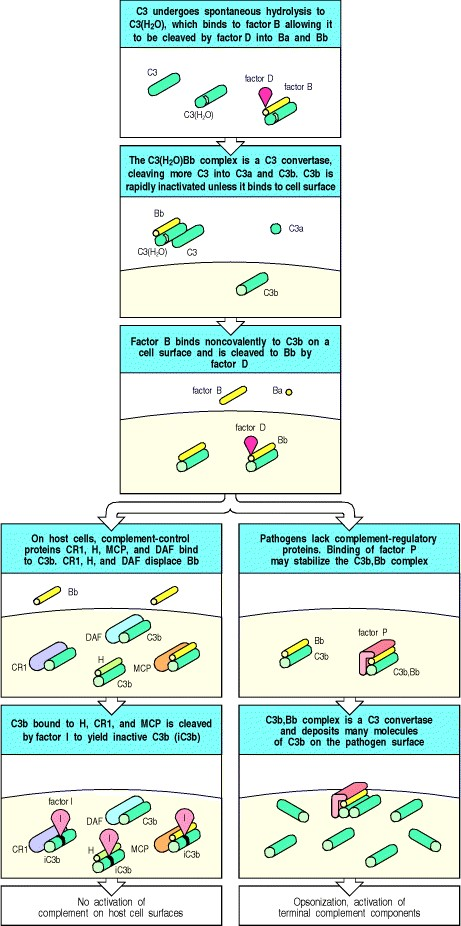 C3 undergoes spontaneous hydrolysis to
C3(H₂O), which binds to factor B allowing it
to be cleaved by factor D into Ba and Bb
C3
factor D
factor B
C3(H₂O)
The C3(H₂O)Bb complex is a C3 convertase,
cleaving more C3 into C3a and C3b. C3b is
rapidly inactivated unless it binds to cell surface
Bb
C3a
C3(H₂O)
C3
C3b
Factor B binds noncovalently to C3b on a
cell surface and is cleaved to Bb by
factor D
factor B
Ba
factor D
Bb
On host cells, complement-control
proteins CR1, H, MCP, and DAF bind
to C3b. CR1, H, and DAF displace Bb
Bb
DAF
C3b
CR1
H
MCP
C3b
C3b bound to H, CR1, and MCP is cleaved
by factor I to yield inactive C3b (iC3b)
factor I
I
DAF
C3b
I
I
CR1
iC3b
H
MCP
iC3b
iC3b
No activation of
complement on host cell surfaces
Pathogens lack complement-regulatory
proteins. Binding of factor P
may stabilize the C3b,Bb complex
factor P
Bb
C3b
C3b,Bb
C3b,Bb complex is a C3 convertase
and deposits many molecules
of C3b on the pathogen surface
Opsonization, activation of
terminal complement components